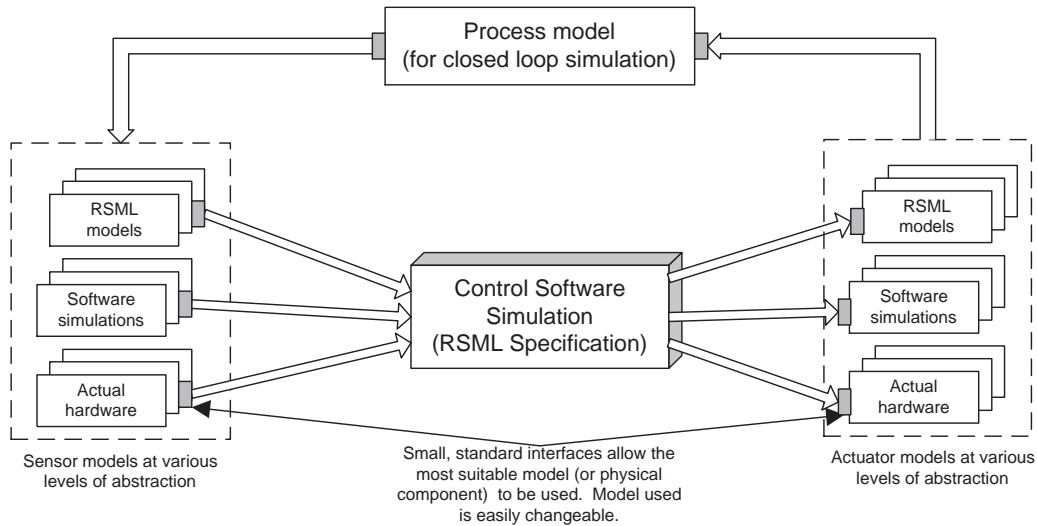 Process model
(for closed loop simulation)
RSML
models
Software
simulations
Actual
hardware
Sensor models at various
levels of abstraction
Control Software
Simulation
(RSML Specification)
RSML
models
Software
simulations
Actual
hardware
Actuator models at various
levels of abstraction
Small, standard interfaces allow the
most suitable model (or physical
component) to be used. Model used
is easily changeable.